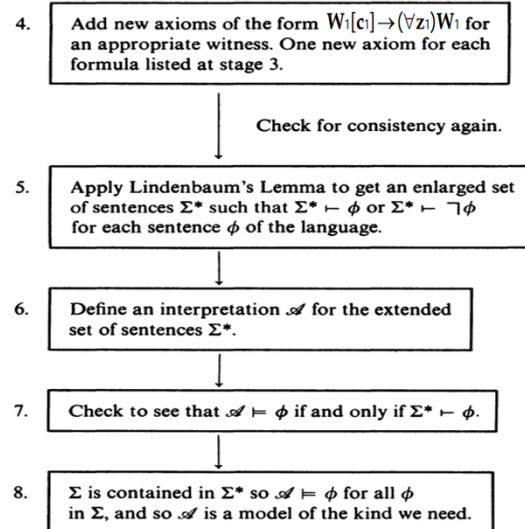 4. Add new axioms of the form W₁[c₁]→(∀z₁)W₁ for
an appropriate witness. One new axiom for each
formula listed at stage 3.
Check for consistency again.
5. Apply Lindenbaum's Lemma to get an enlarged set
of sentences Σ* such that Σ* ⊢ ϕ or Σ* ⊢ ¬ϕ
for each sentence ϕ of the language.
6. Define an interpretation 𝒜 for the extended
set of sentences Σ*.
7. Check to see that 𝒜 ⊨ ϕ if and only if Σ* ⊢ ϕ.
8. Σ is contained in Σ* so 𝒜 ⊨ ϕ for all ϕ
in Σ, and so 𝒜 is a model of the kind we need.